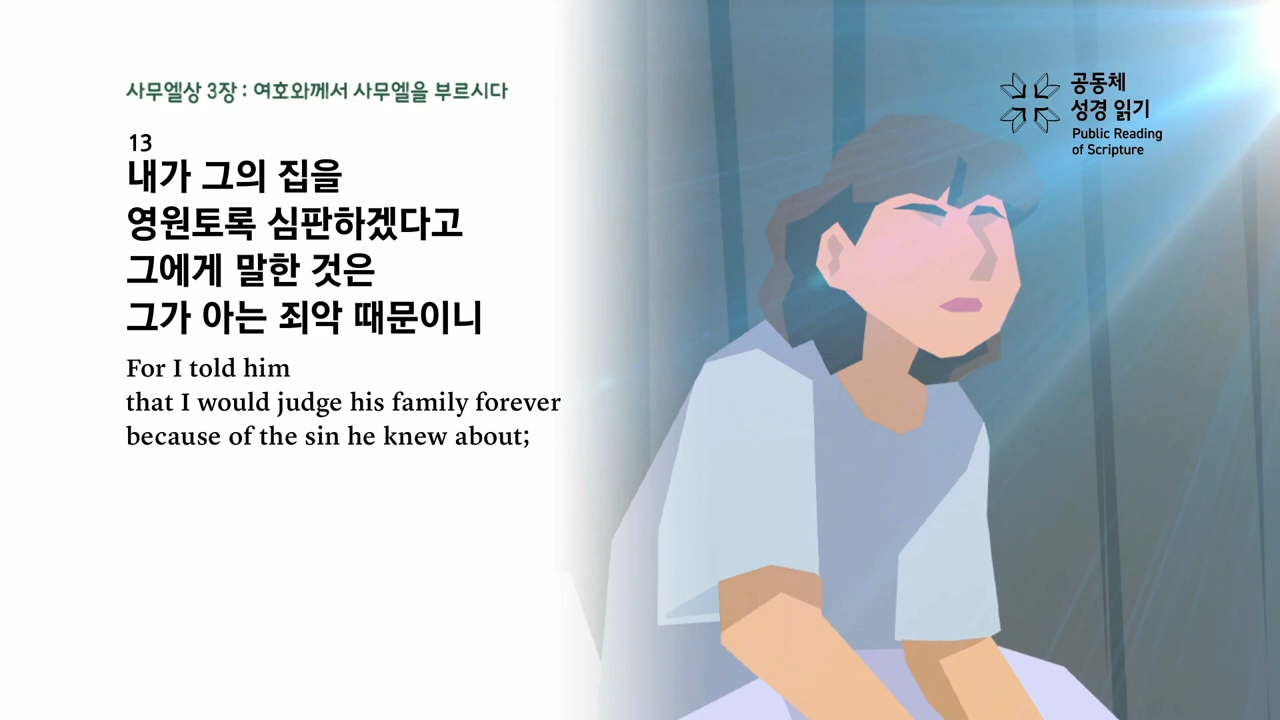 사무엘상 3장 : 여호와께서 사무엘을 부르시다
13
내가 그의 집을
영원토록 심판하겠다고
그에게 말한 것은
그가 아는 죄악 때문이니
For I told him
that I would judge his family forever
because of the sin he knew about;
공동체
성경 읽기
Public Reading
of Scripture